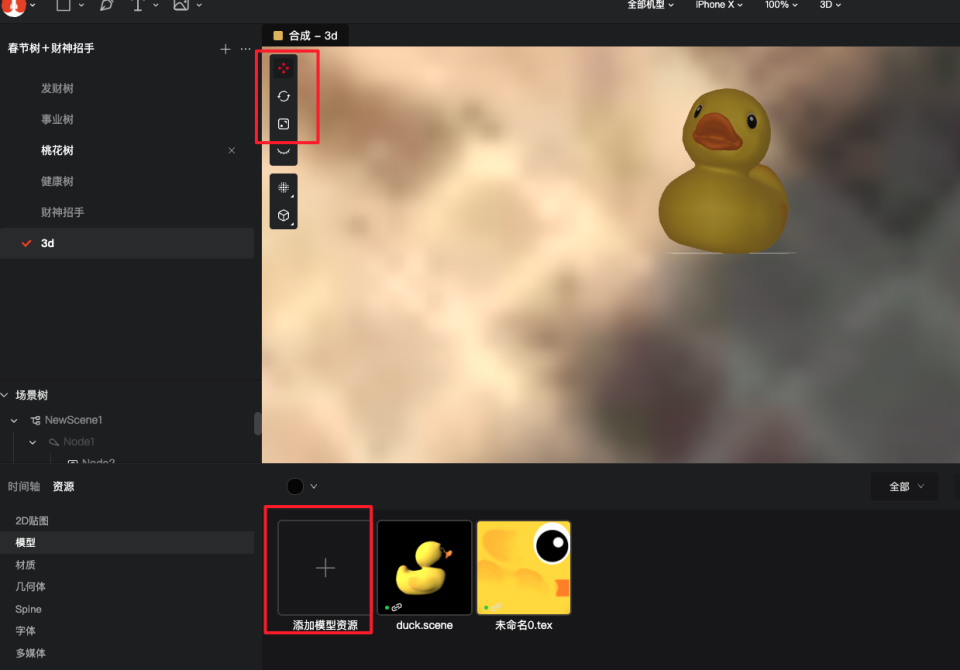 全部机型
iPhone X
100%
3D
春节树+财神招手
合成 – 3d
发财树
事业树
桃花树
健康树
财神招手
3d
场景树
NewScene1
Node1
Node2
时间轴
资源
全部
2D贴图
模型
材质
几何体
Spine
字体
多媒体
添加模型资源
duck.scene
未命名0.tex